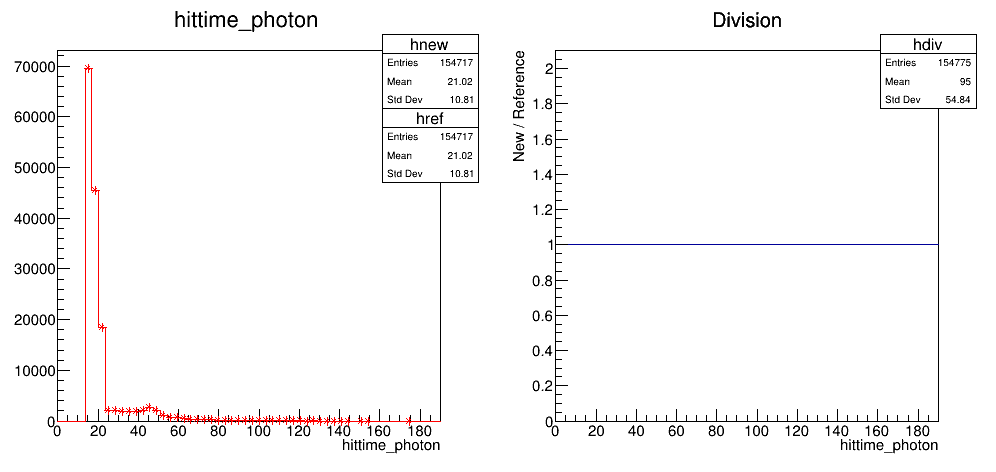 hittime_photon
hnew
Entries 154717
Mean 21.02
Std Dev 10.81
href
Entries 154717
Mean 21.02
Std Dev 10.81
70000
60000
50000
40000
30000
20000
10000
0
0 20 40 60 80 100 120 140 160 180
hittime_photon
Division
hdiv
Entries 154775
Mean 95
Std Dev 54.84
New / Reference
2
1.8
1.6
1.4
1.2
1
0.8
0.6
0.4
0.2
0
0 20 40 60 80 100 120 140 160 180
hittime_photon